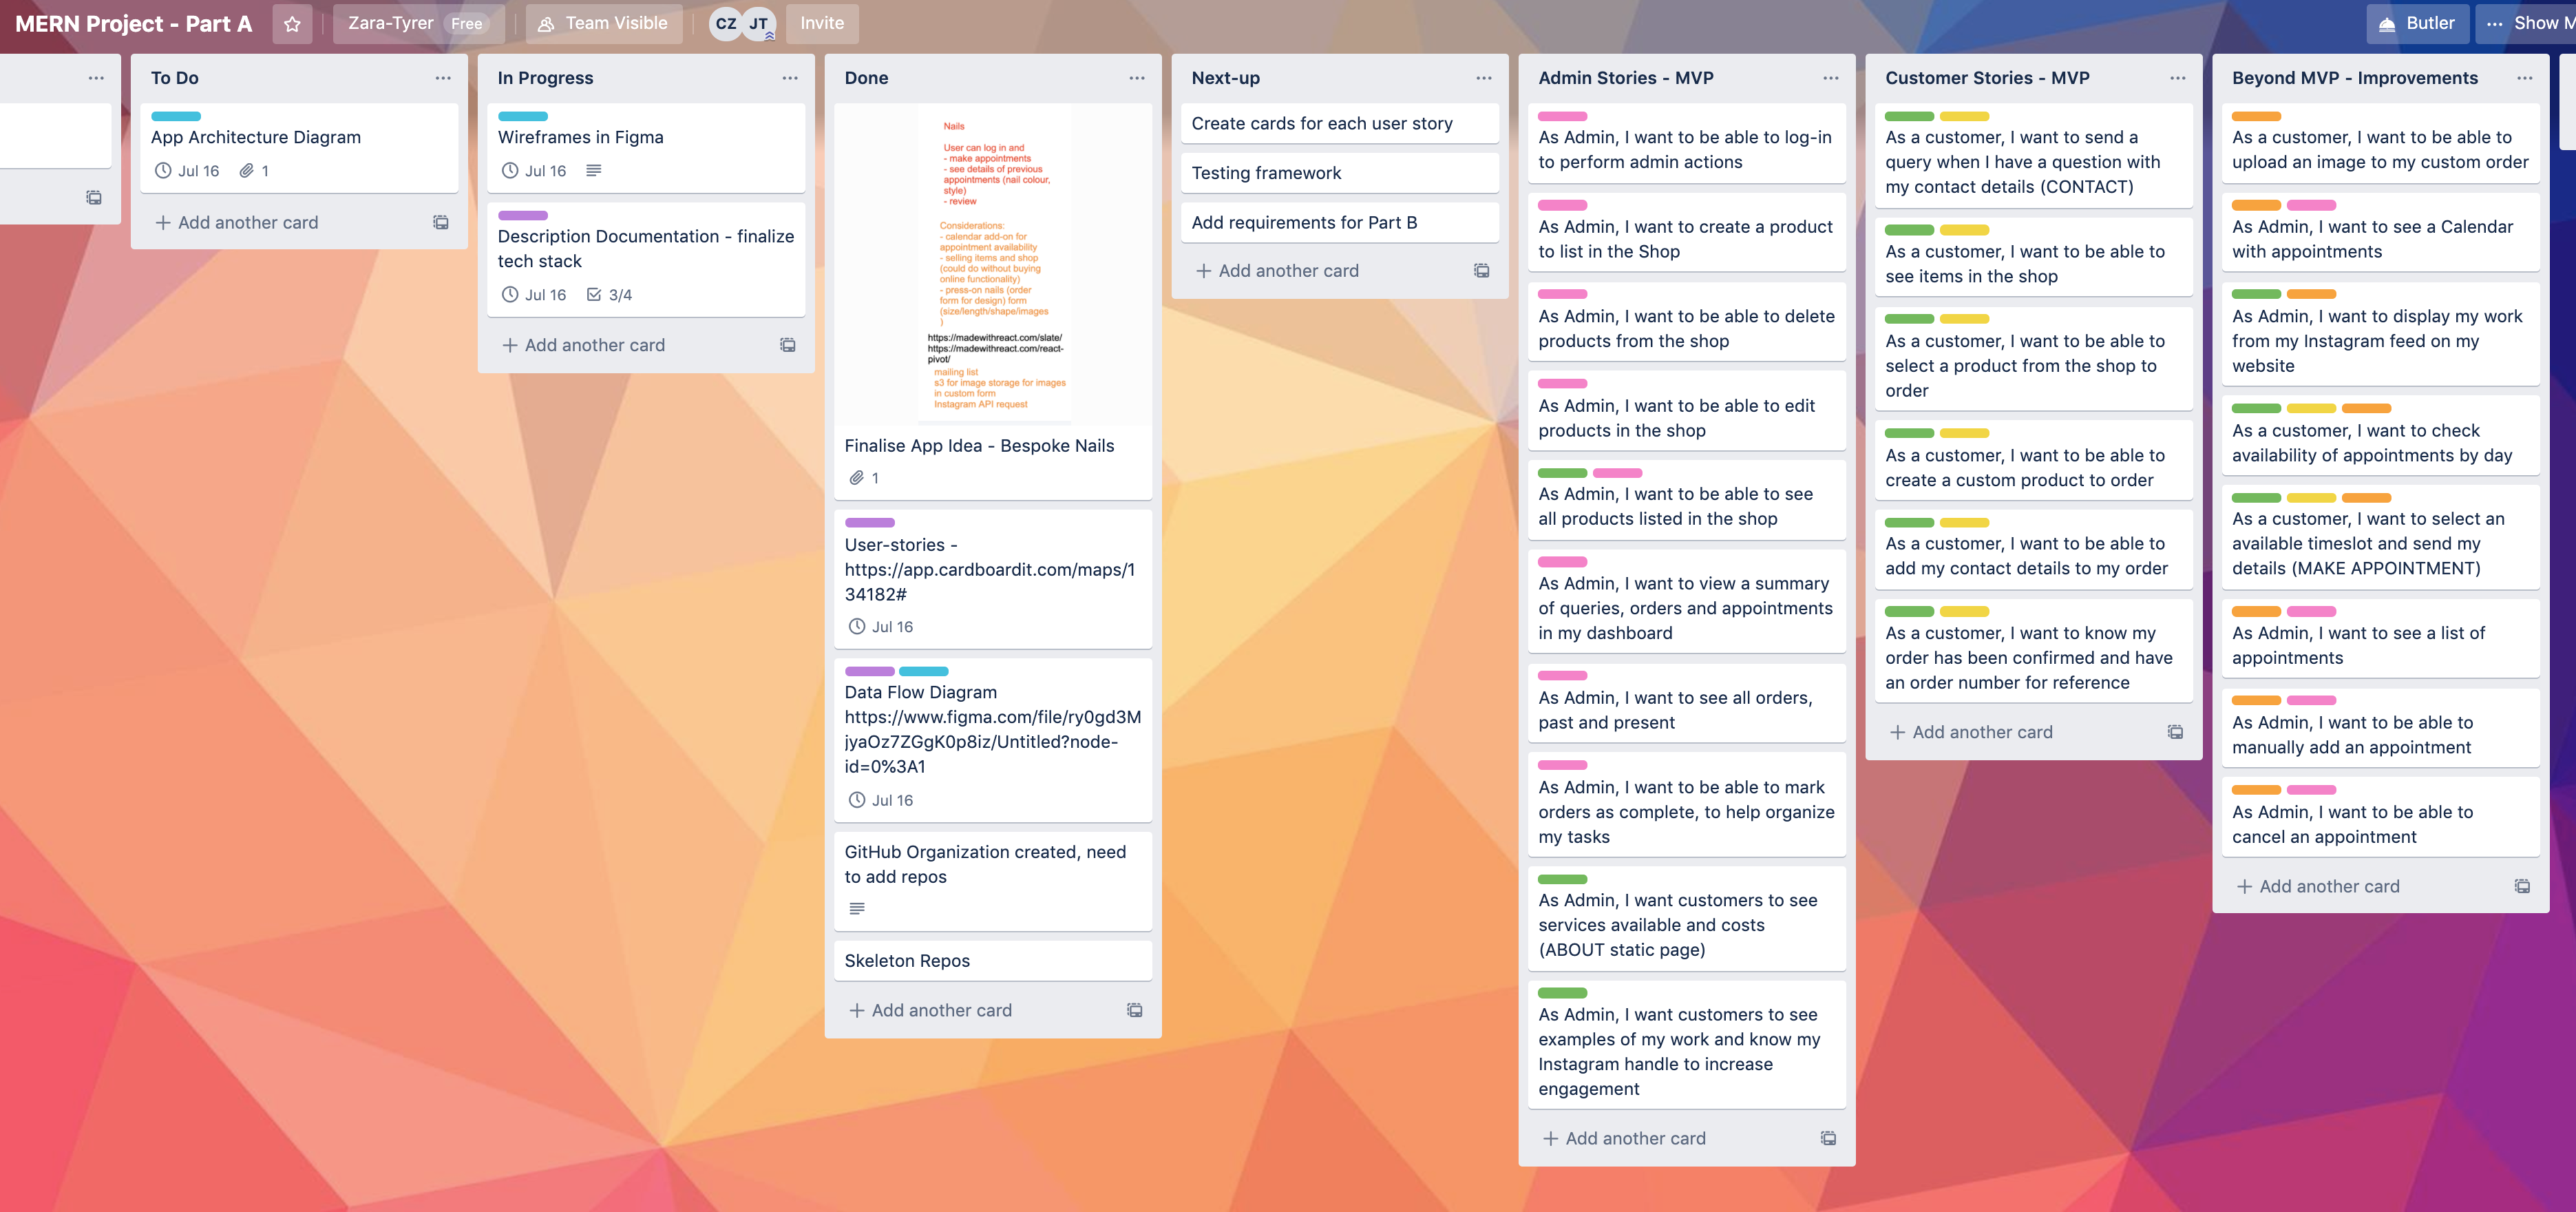 MERN Project - Part A
Zara-Tyrer Free
Team Visible
CZ
JT
Invite
Butler
... Show M
To Do
App Architecture Diagram
Jul 16 1
+ Add another card
In Progress
Wireframes in Figma
Jul 16
Description Documentation - finalize
tech stack
Jul 16 3/4
+ Add another card
Done
Nails
User can log in and
- make appointments
- see details of previous
appointments (nail colour,
style)
- review
Considerations:
- calendar add-on for
appointment availability
- selling items and shop
(could do without buying
online functionality)
- press-on nails (order
form for design) form
(size/length/shape/images
)
https://madewithreact.com/slate/
https://madewithreact.com/react-
pivot/
mailing list
s3 for image storage for images
in custom form
Instagram API request
Finalise App Idea - Bespoke Nails
1
User-stories -
https://app.cardboardit.com/maps/1
34182#
Jul 16
Data Flow Diagram
https://www.figma.com/file/ry0gd3M
jyaOz7ZGgK0p8iz/Untitled?node-
id=0%3A1
Jul 16
GitHub Organization created, need
to add repos
Skeleton Repos
+ Add another card
Next-up
Create cards for each user story
Testing framework
Add requirements for Part B
+ Add another card
Admin Stories - MVP
As Admin, I want to be able to log-in
to perform admin actions
As Admin, I want to create a product
to list in the Shop
As Admin, I want to be able to delete
products from the shop
As Admin, I want to be able to edit
products in the shop
As Admin, I want to be able to see
all products listed in the shop
As Admin, I want to view a summary
of queries, orders and appointments
in my dashboard
As Admin, I want to see all orders,
past and present
As Admin, I want to be able to mark
orders as complete, to help organize
my tasks
As Admin, I want customers to see
services available and costs
(ABOUT static page)
As Admin, I want customers to see
examples of my work and know my
Instagram handle to increase
engagement
+ Add another card
Customer Stories - MVP
As a customer, I want to send a
query when I have a question with
my contact details (CONTACT)
As a customer, I want to be able to
see items in the shop
As a customer, I want to be able to
select a product from the shop to
order
As a customer, I want to be able to
create a custom product to order
As a customer, I want to be able to
add my contact details to my order
As a customer, I want to know my
order has been confirmed and have
an order number for reference
+ Add another card
Beyond MVP - Improvements
As a customer, I want to be able to
upload an image to my custom order
As Admin, I want to see a Calendar
with appointments
As Admin, I want to display my work
from my Instagram feed on my
website
As a customer, I want to check
availability of appointments by day
As a customer, I want to select an
available timeslot and send my
details (MAKE APPOINTMENT)
As Admin, I want to see a list of
appointments
As Admin, I want to be able to
manually add an appointment
As Admin, I want to be able to
cancel an appointment
+ Add another card